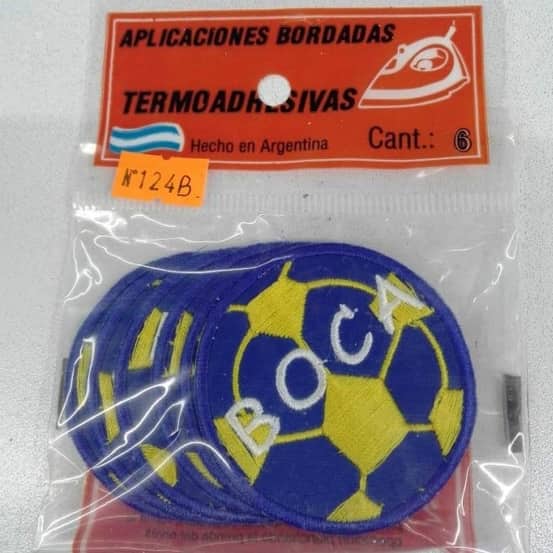 APLICACIONES BORDADAS
TERMOADHESIVAS
Hecho en Argentina
Cant.: 6
N°124B.
BOCA